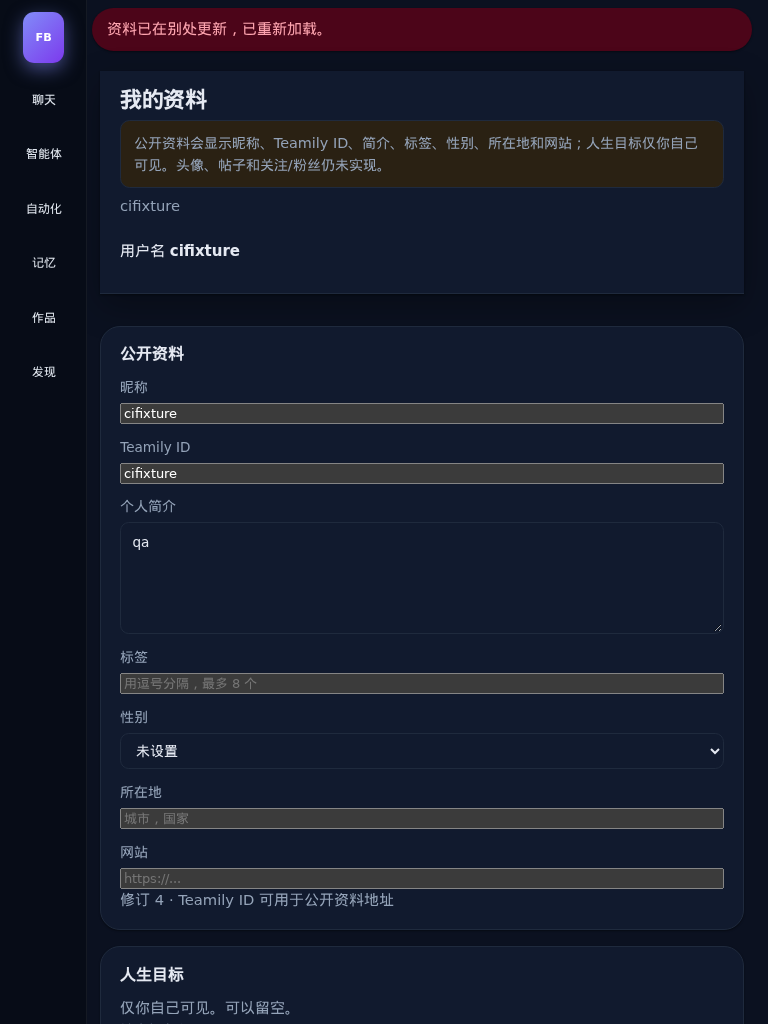 FB
聊天
智能体
自动化
记忆
作品
发现
资料已在别处更新，已重新加载。
我的资料
公开资料会显示昵称、Teamily ID、简介、标签、性别、所在地和网站；人生目标仅你自己
可见。头像、帖子和关注/粉丝仍未实现。
cifixture
用户名 cifixture
公开资料
昵称
cifixture
Teamily ID
cifixture
个人简介
qa
标签
用逗号分隔，最多 8 个
性别
未设置
所在地
城市，国家
网站
https://...
修订 4 · Teamily ID 可用于公开资料地址
人生目标
仅你自己可见。可以留空。